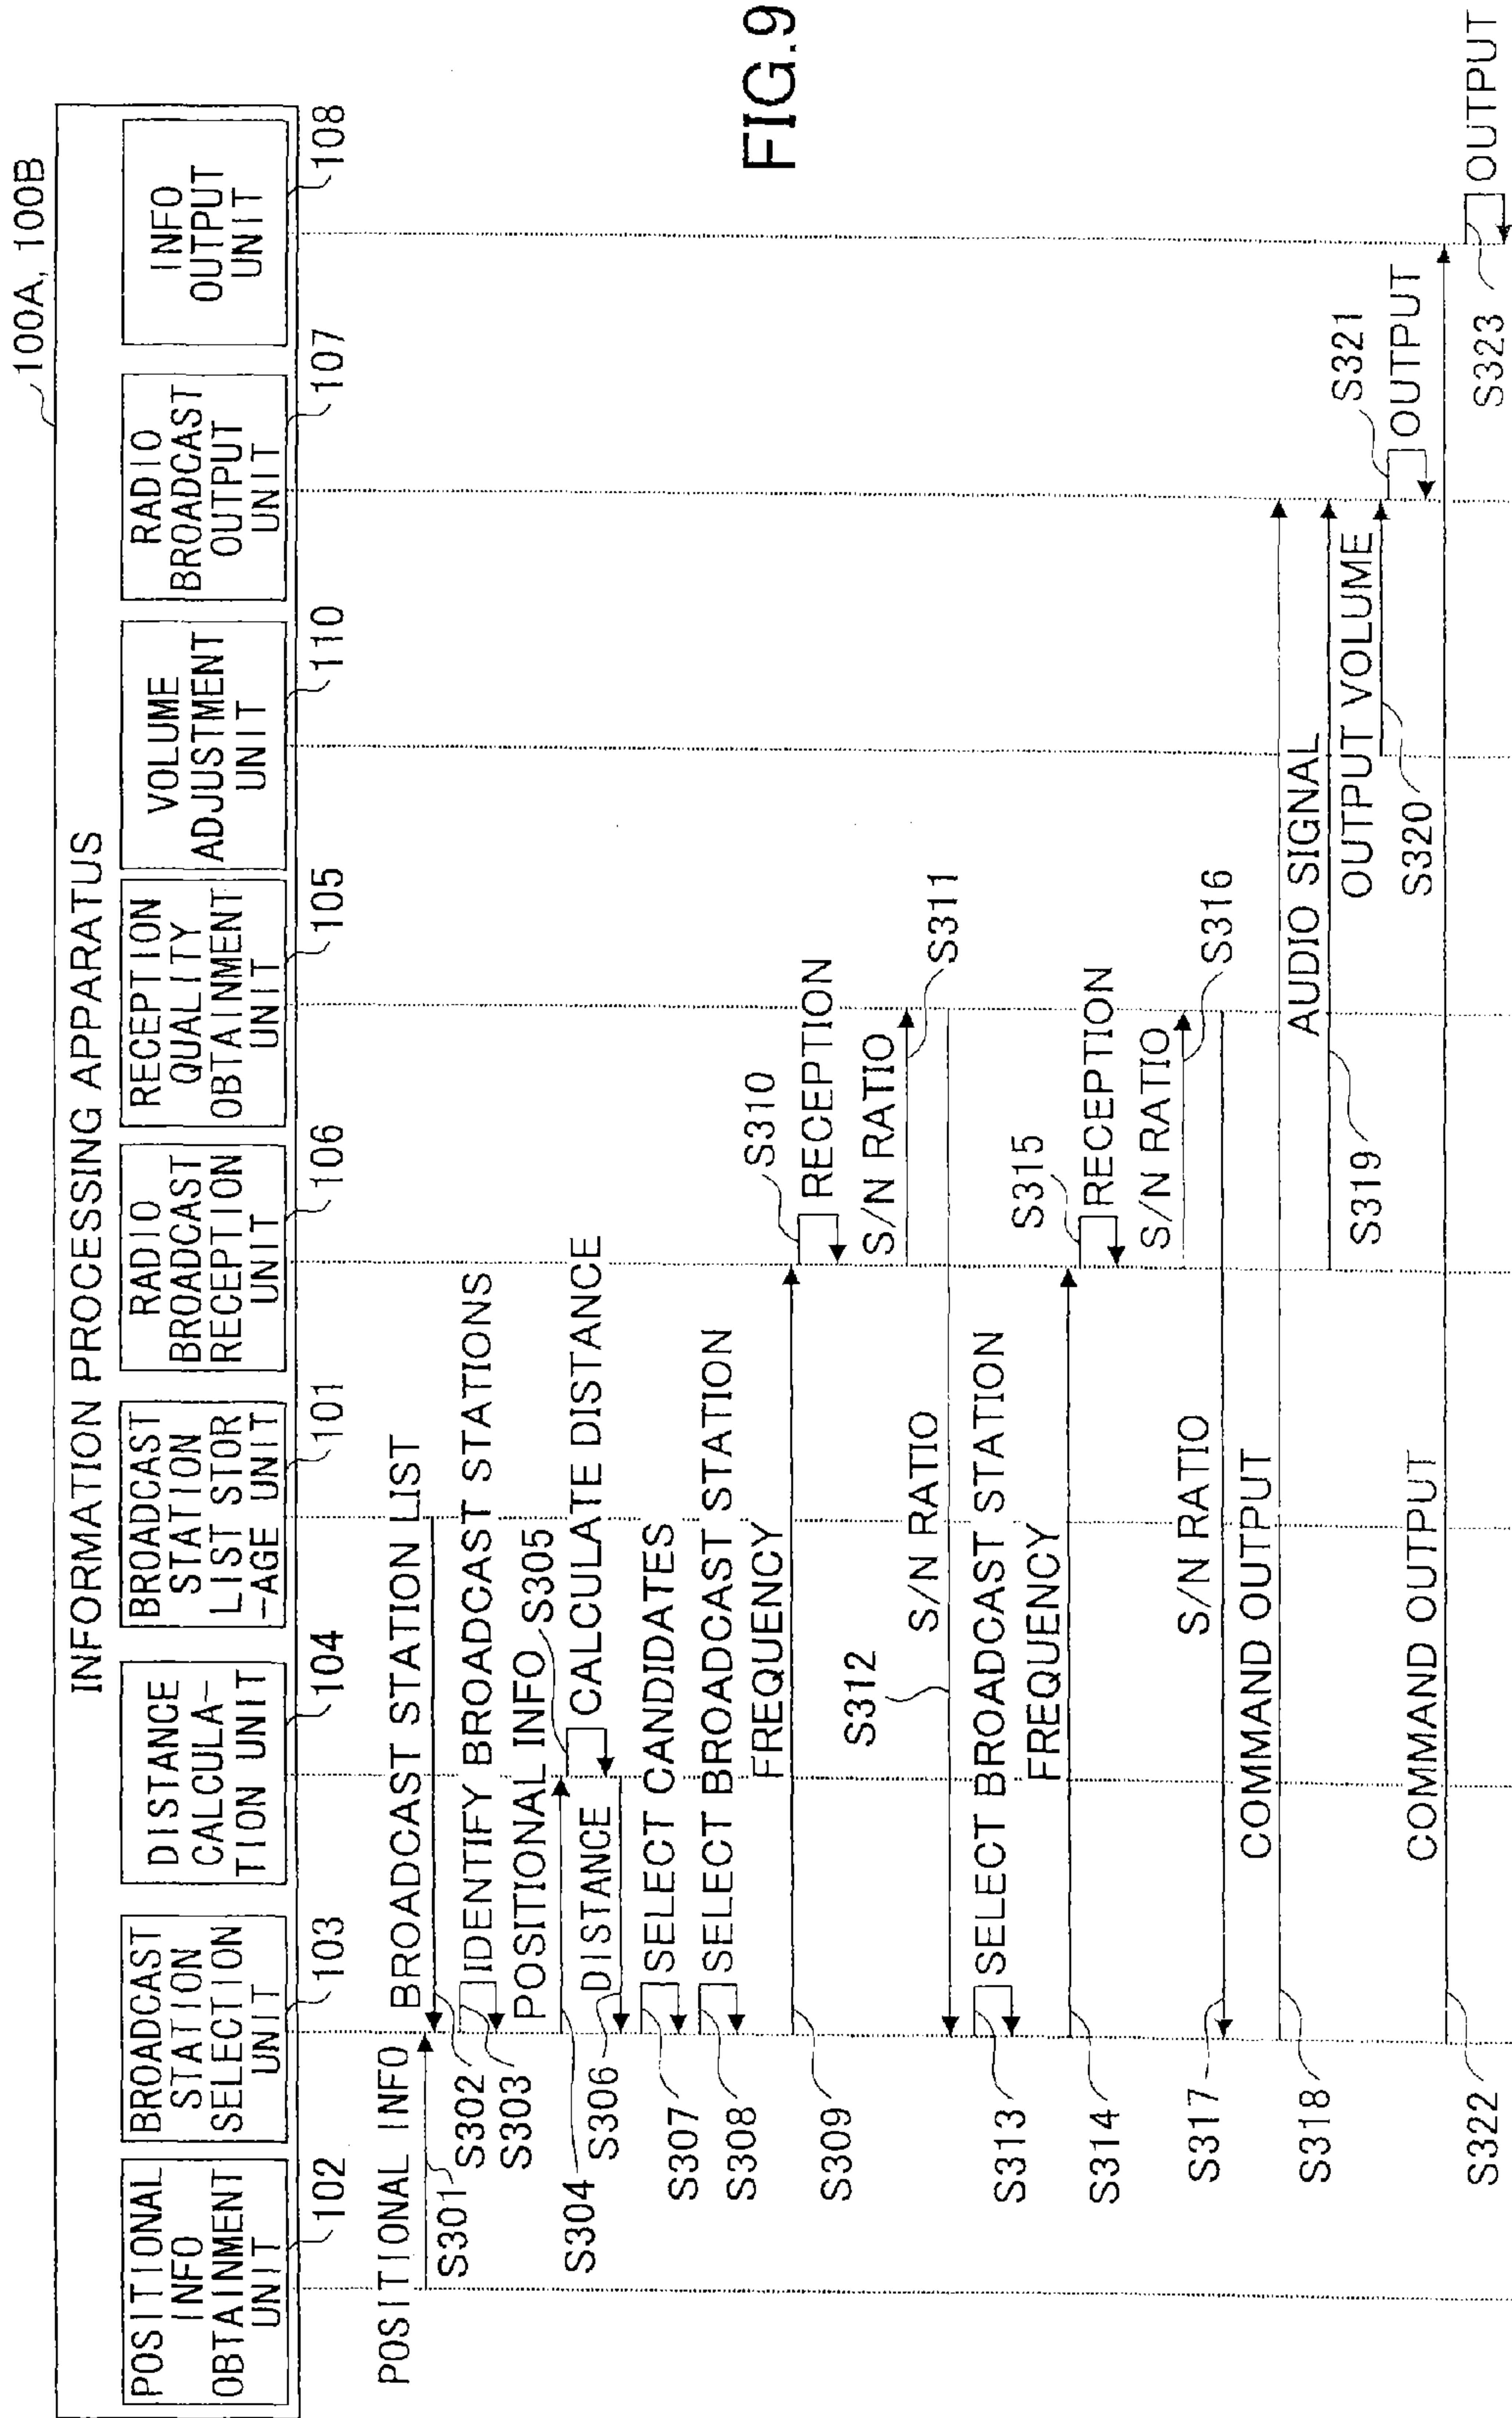 100A, 100B
INFORMATION PROCESSING APPARATUS
POSITIONAL
INFO
OBTAINMENT
UNIT
102
BROADCAST
STATION
SELECTION
UNIT
103
DISTANCE
CALCULA-
TION UNIT
104
BROADCAST
STATION
LIST STOR
-AGE UNIT
101
RADIO
BROADCAST
RECEPTION
UNIT
106
RECEPTION
QUALITY
OBTAINMENT
UNIT
105
VOLUME
ADJUSTMENT
UNIT
110
RADIO
BROADCAST
OUTPUT
UNIT
107
INFO
OUTPUT
UNIT
108
POSITIONAL INFO
S301
BROADCAST STATION LIST
S302
IDENTIFY BROADCAST STATIONS
S303
POSITIONAL INFO
S304
S305
CALCULATE DISTANCE
DISTANCE
S306
SELECT CANDIDATES
S307
SELECT BROADCAST STATION
S308
FREQUENCY
S309
S310
RECEPTION
S/N RATIO
S311
S312
S/N RATIO
SELECT BROADCAST STATION
S313
FREQUENCY
S314
S315
RECEPTION
S/N RATIO
S316
S/N RATIO
S317
COMMAND OUTPUT
S318
AUDIO SIGNAL
S319
OUTPUT VOLUME
S320
S321
OUTPUT
COMMAND OUTPUT
S322
S323
OUTPUT
FIG.9